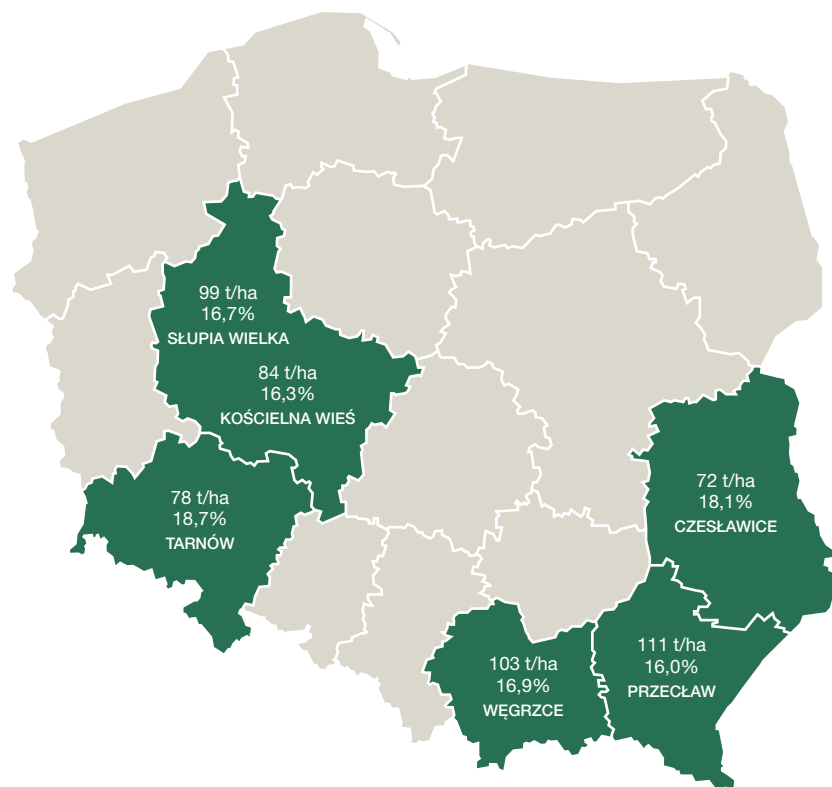 99 t/ha
16,7%
SŁUPIA WIELKA
84 t/ha
16,3%
KOŚCIELNA WIEŚ
78 t/ha
18,7%
TARNÓW
72 t/ha
18,1%
CZESŁAWICE
103 t/ha
16,9%
WĘGRZCE
111 t/ha
16,0%
PRZECŁAW